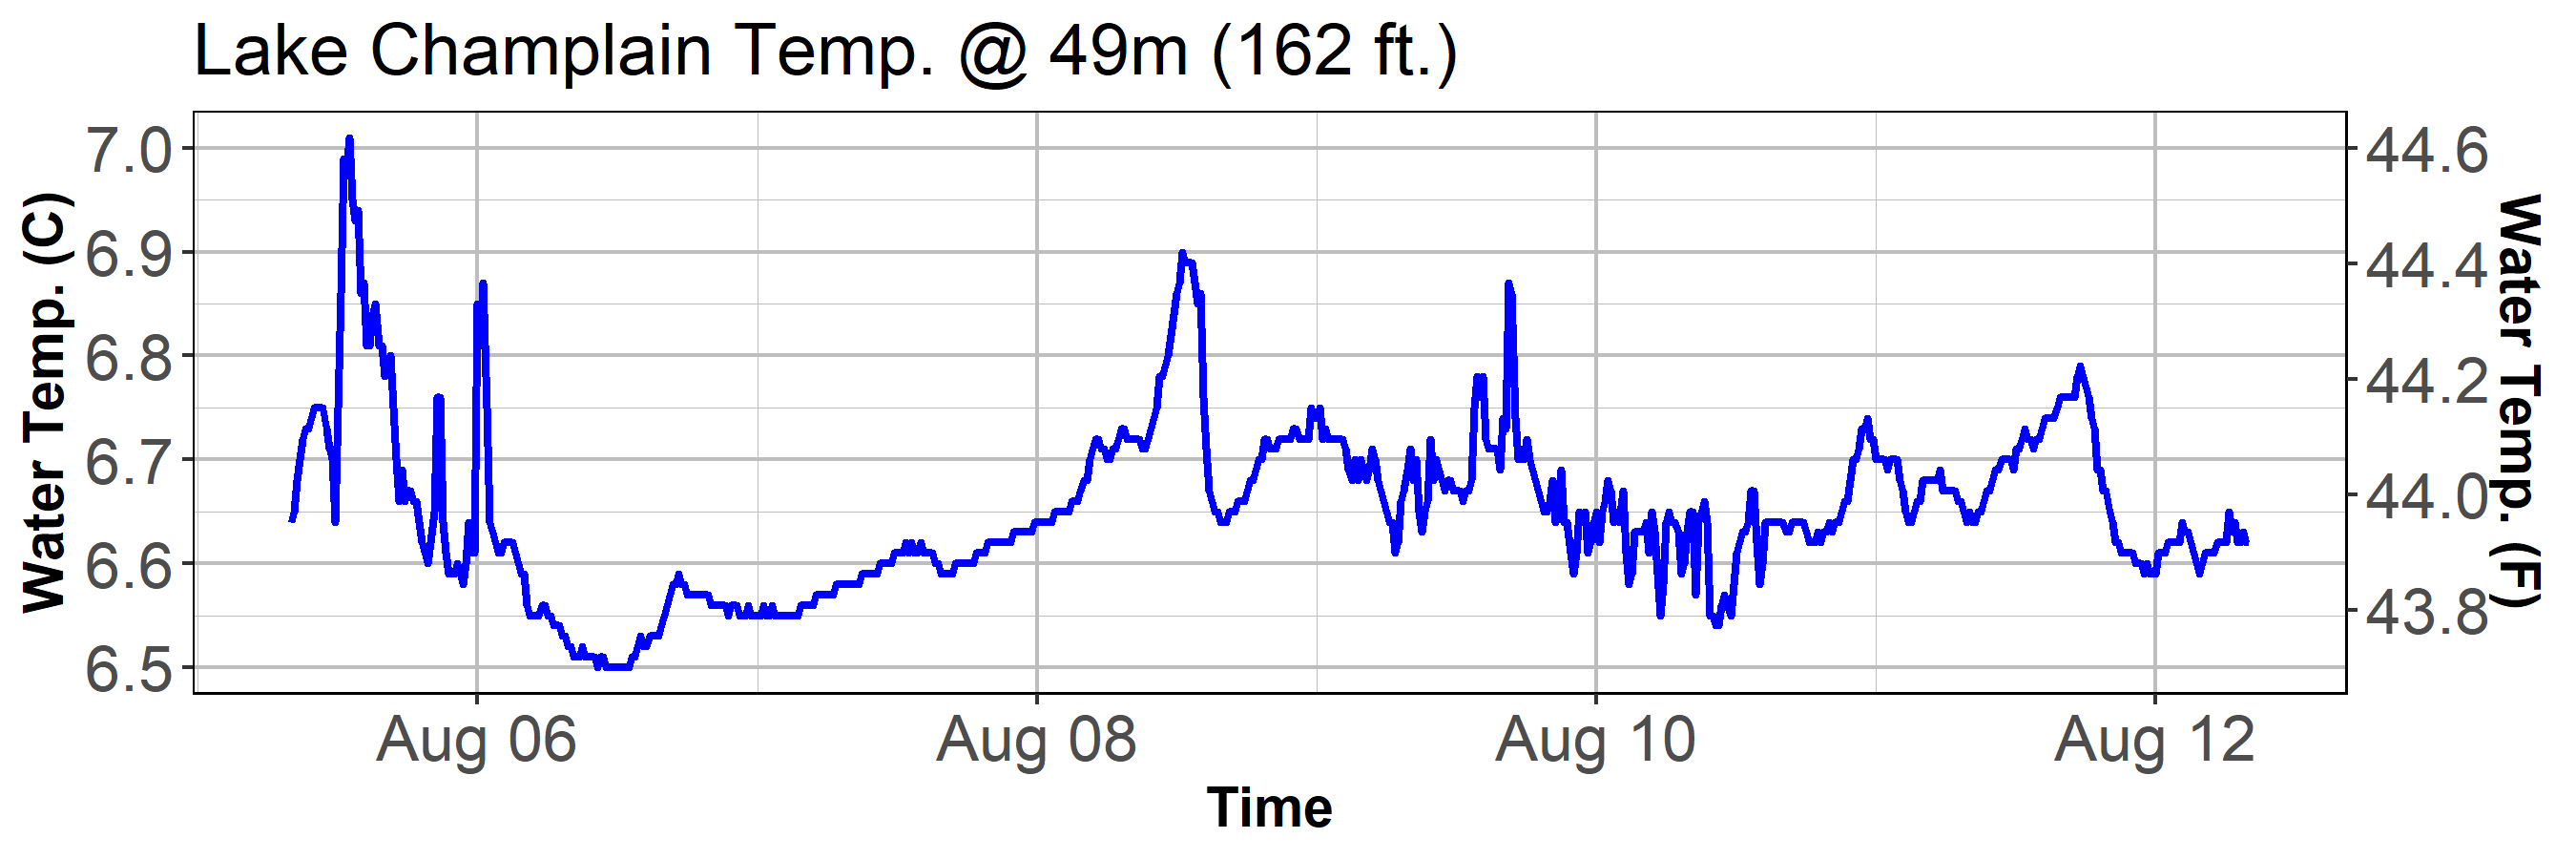 Lake Champlain Temp. @ 49m (162 ft.)
Water Temp. (C)
7.0
6.9
6.8
6.7
6.6
6.5
44.6
44.4
44.2
44.0
43.8
Water Temp. (F)
Aug 06 Aug 08 Aug 10 Aug 12
Time